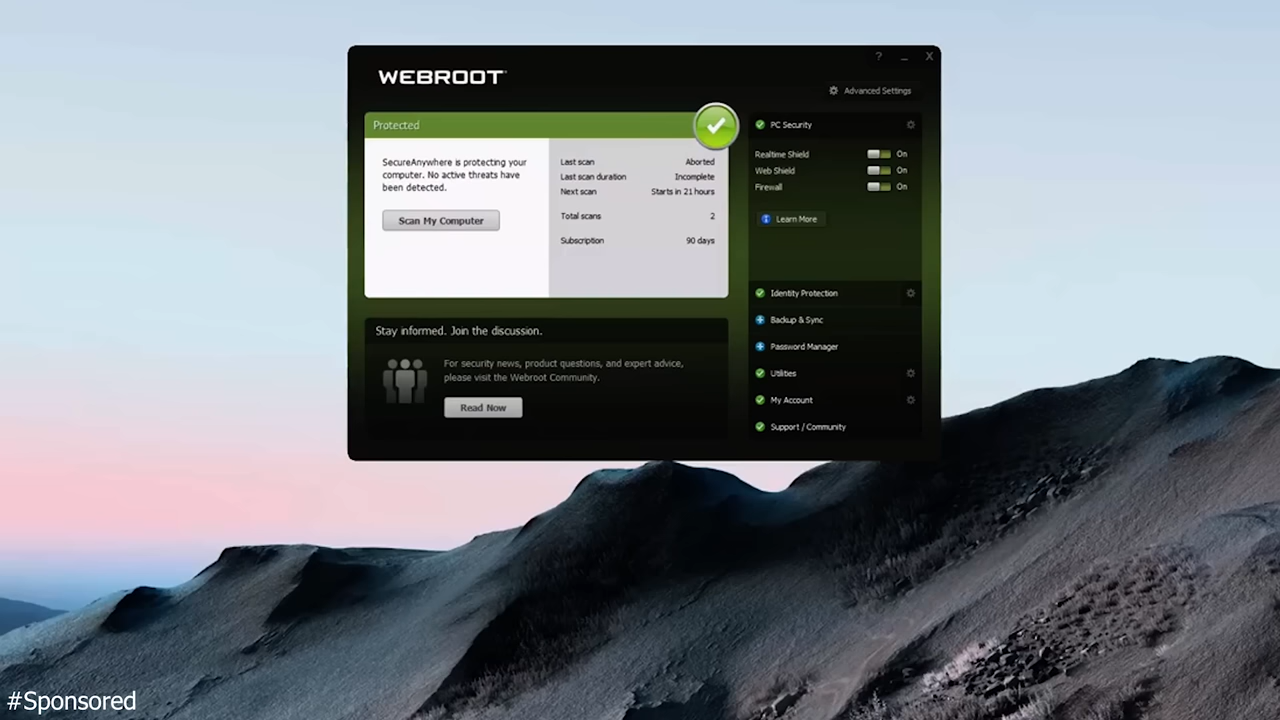 WEBROOT
? _ X
Advanced Settings
Protected
SecureAnywhere is protecting your
computer. No active threats have
been detected.
Scan My Computer
Last scan Aborted
Last scan duration Incomplete
Next scan Starts in 21 hours
Total scans 2
Subscription 90 days
Stay informed. Join the discussion.
For security news, product questions, and expert advice,
please visit the Webroot Community.
Read Now
PC Security
Realtime Shield On
Web Shield On
Firewall On
Learn More
Identity Protection
Backup & Sync
Password Manager
Utilities
My Account
Support / Community
#Sponsored